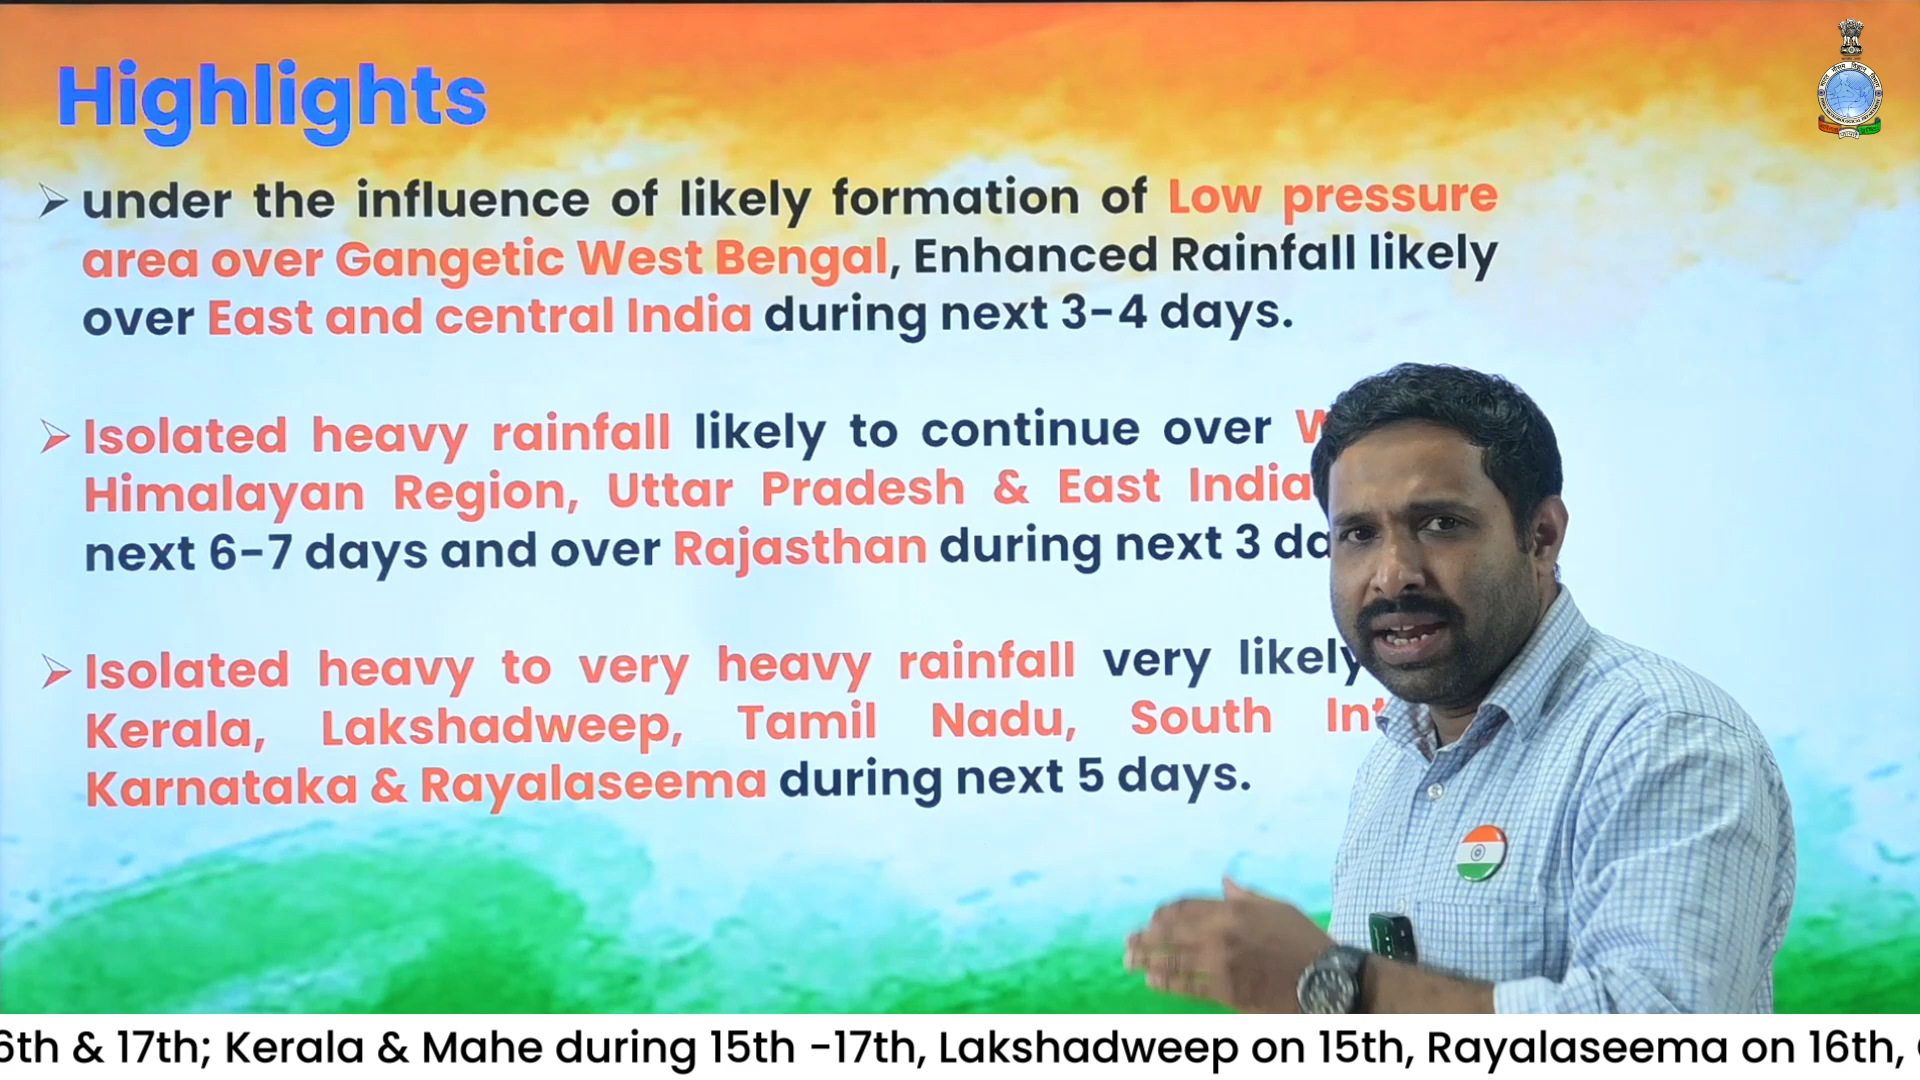 Highlights
under the influence of likely formation of Low pressure
area over Gangetic West Bengal, Enhanced Rainfall likely
over East and central India during next 3-4 days.
Isolated heavy rainfall likely to continue over
Himalayan Region, Uttar Pradesh & East India
next 6-7 days and over Rajasthan during next 3
Isolated heavy to very heavy rainfall very likely
Kerala, Lakshadweep, Tamil Nadu, South
Karnataka & Rayalaseema during next 5 days.
6th & 17th; Kerala & Mahe during 15th -17th, Lakshadweep on 15th, Rayalaseema on 16th,